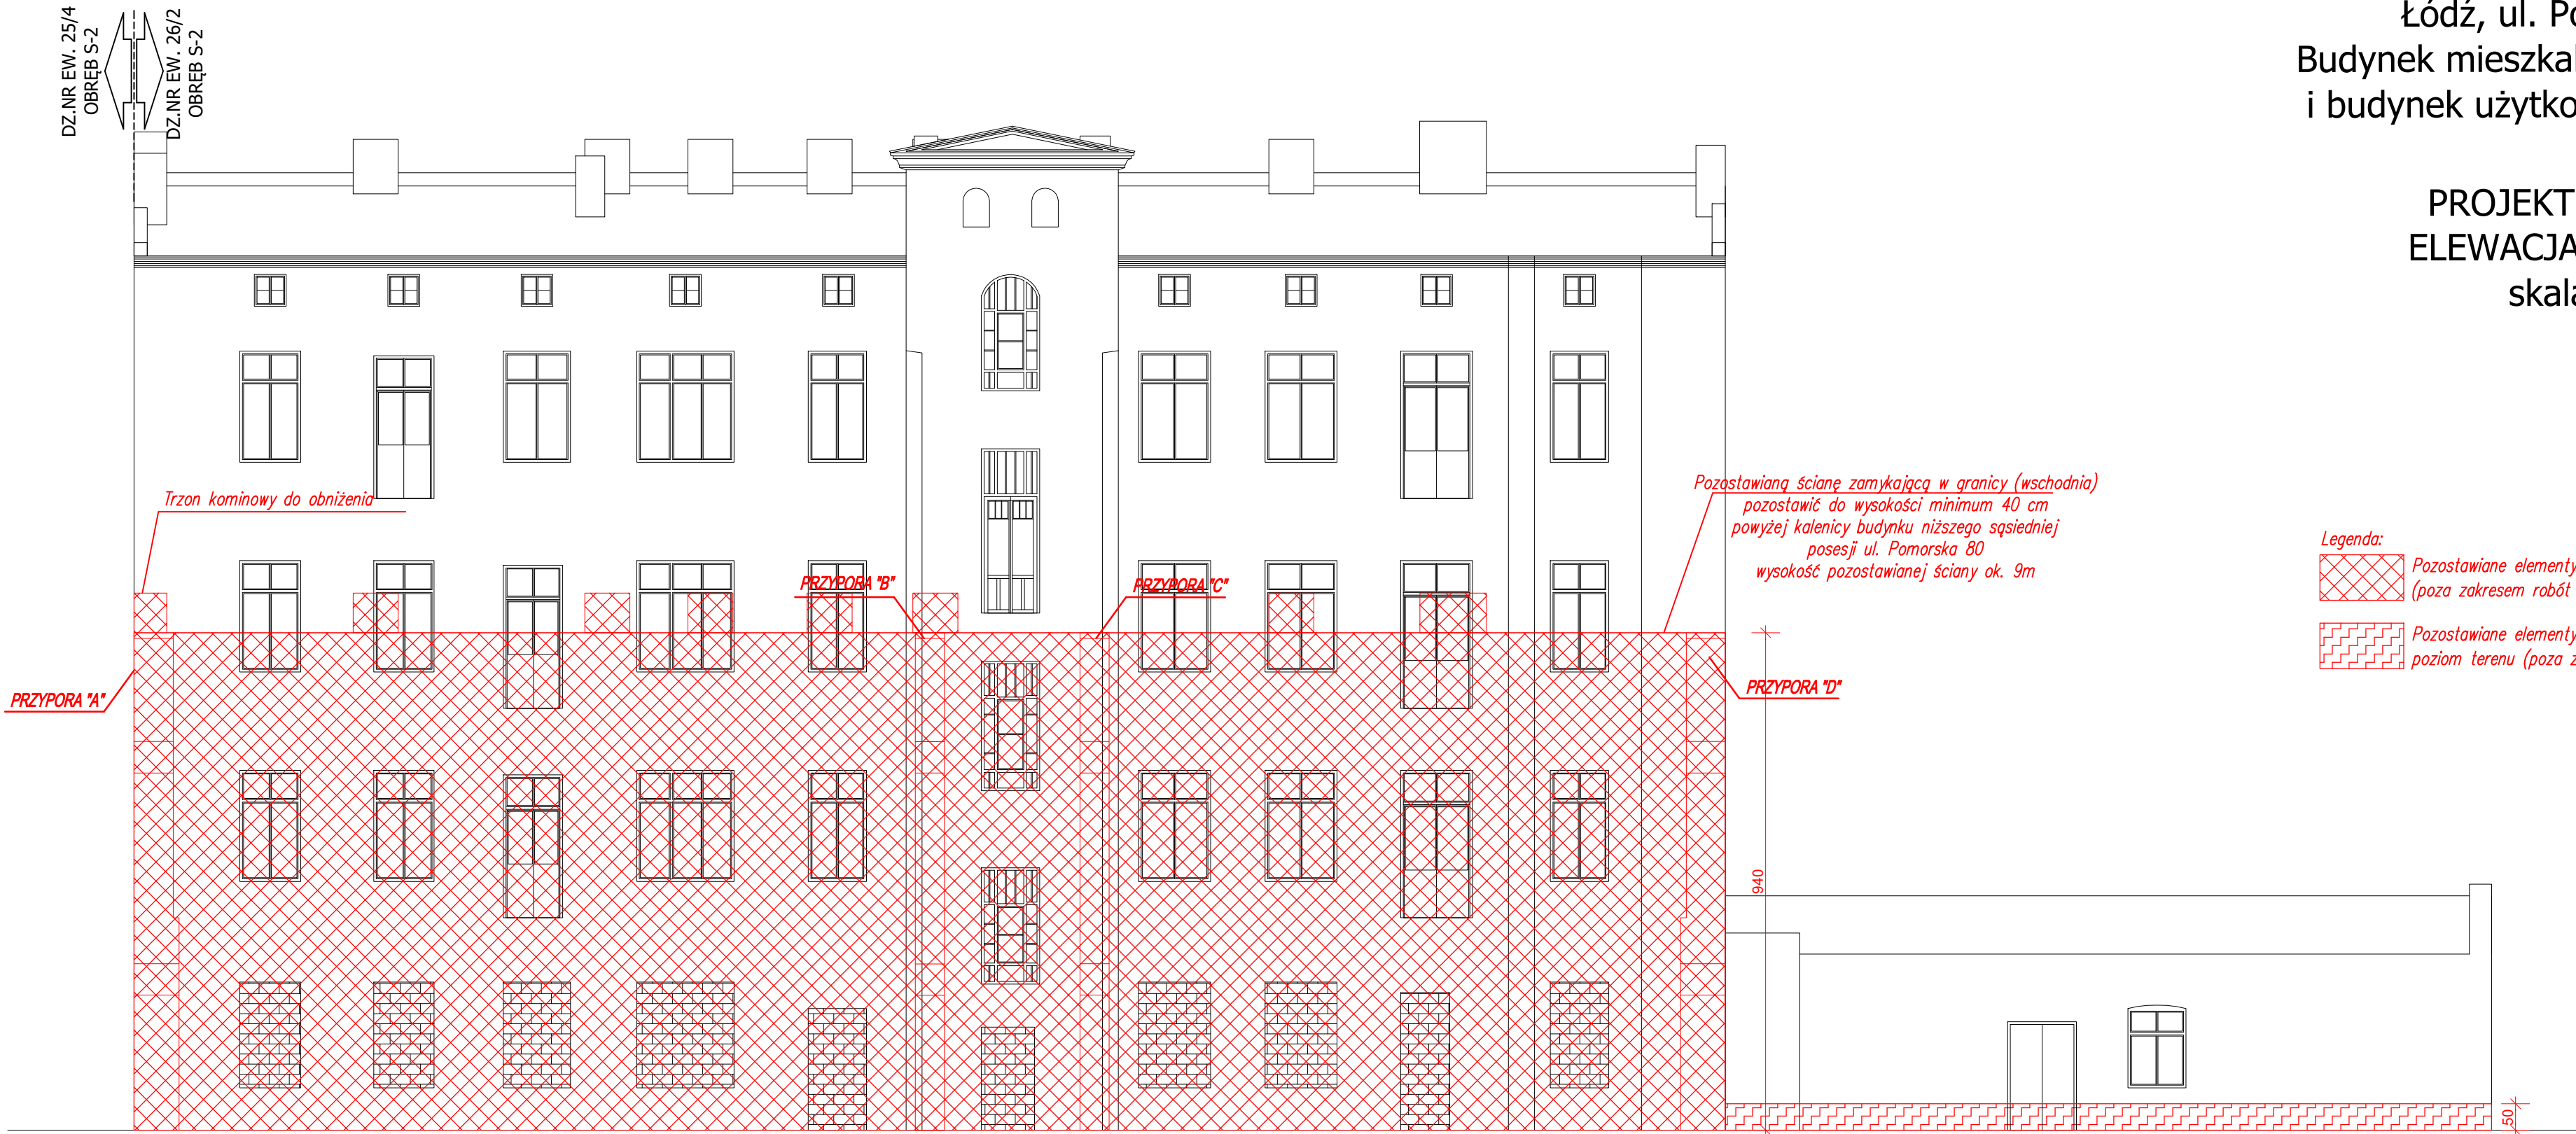 DZ.NR EW. 25/4
OBRĘB S-2
DZ.NR EW. 26/2
OBRĘB S-2
Łódź, ul. Po
Budynek mieszkal
i budynek użytko
PROJEKT
ELEWACJA
skala
Trzon kominowy do obniżenia
Pozostawianą ścianę zamykającą w granicy (wschodnia)
pozostawić do wysokości minimum 40 cm
powyżej kalenicy budynku niższego sąsiedniej
posesji ul. Pomorska 80
wysokość pozostawianej ściany ok. 9m
Legenda:
Pozostawiane elementy
(poza zakresem robót
Pozostawiane elementy
poziom terenu (poza z
PRZYPORA "A"
PRZYPORA "B"
PRZYPORA "C"
PRZYPORA "D"
940
50